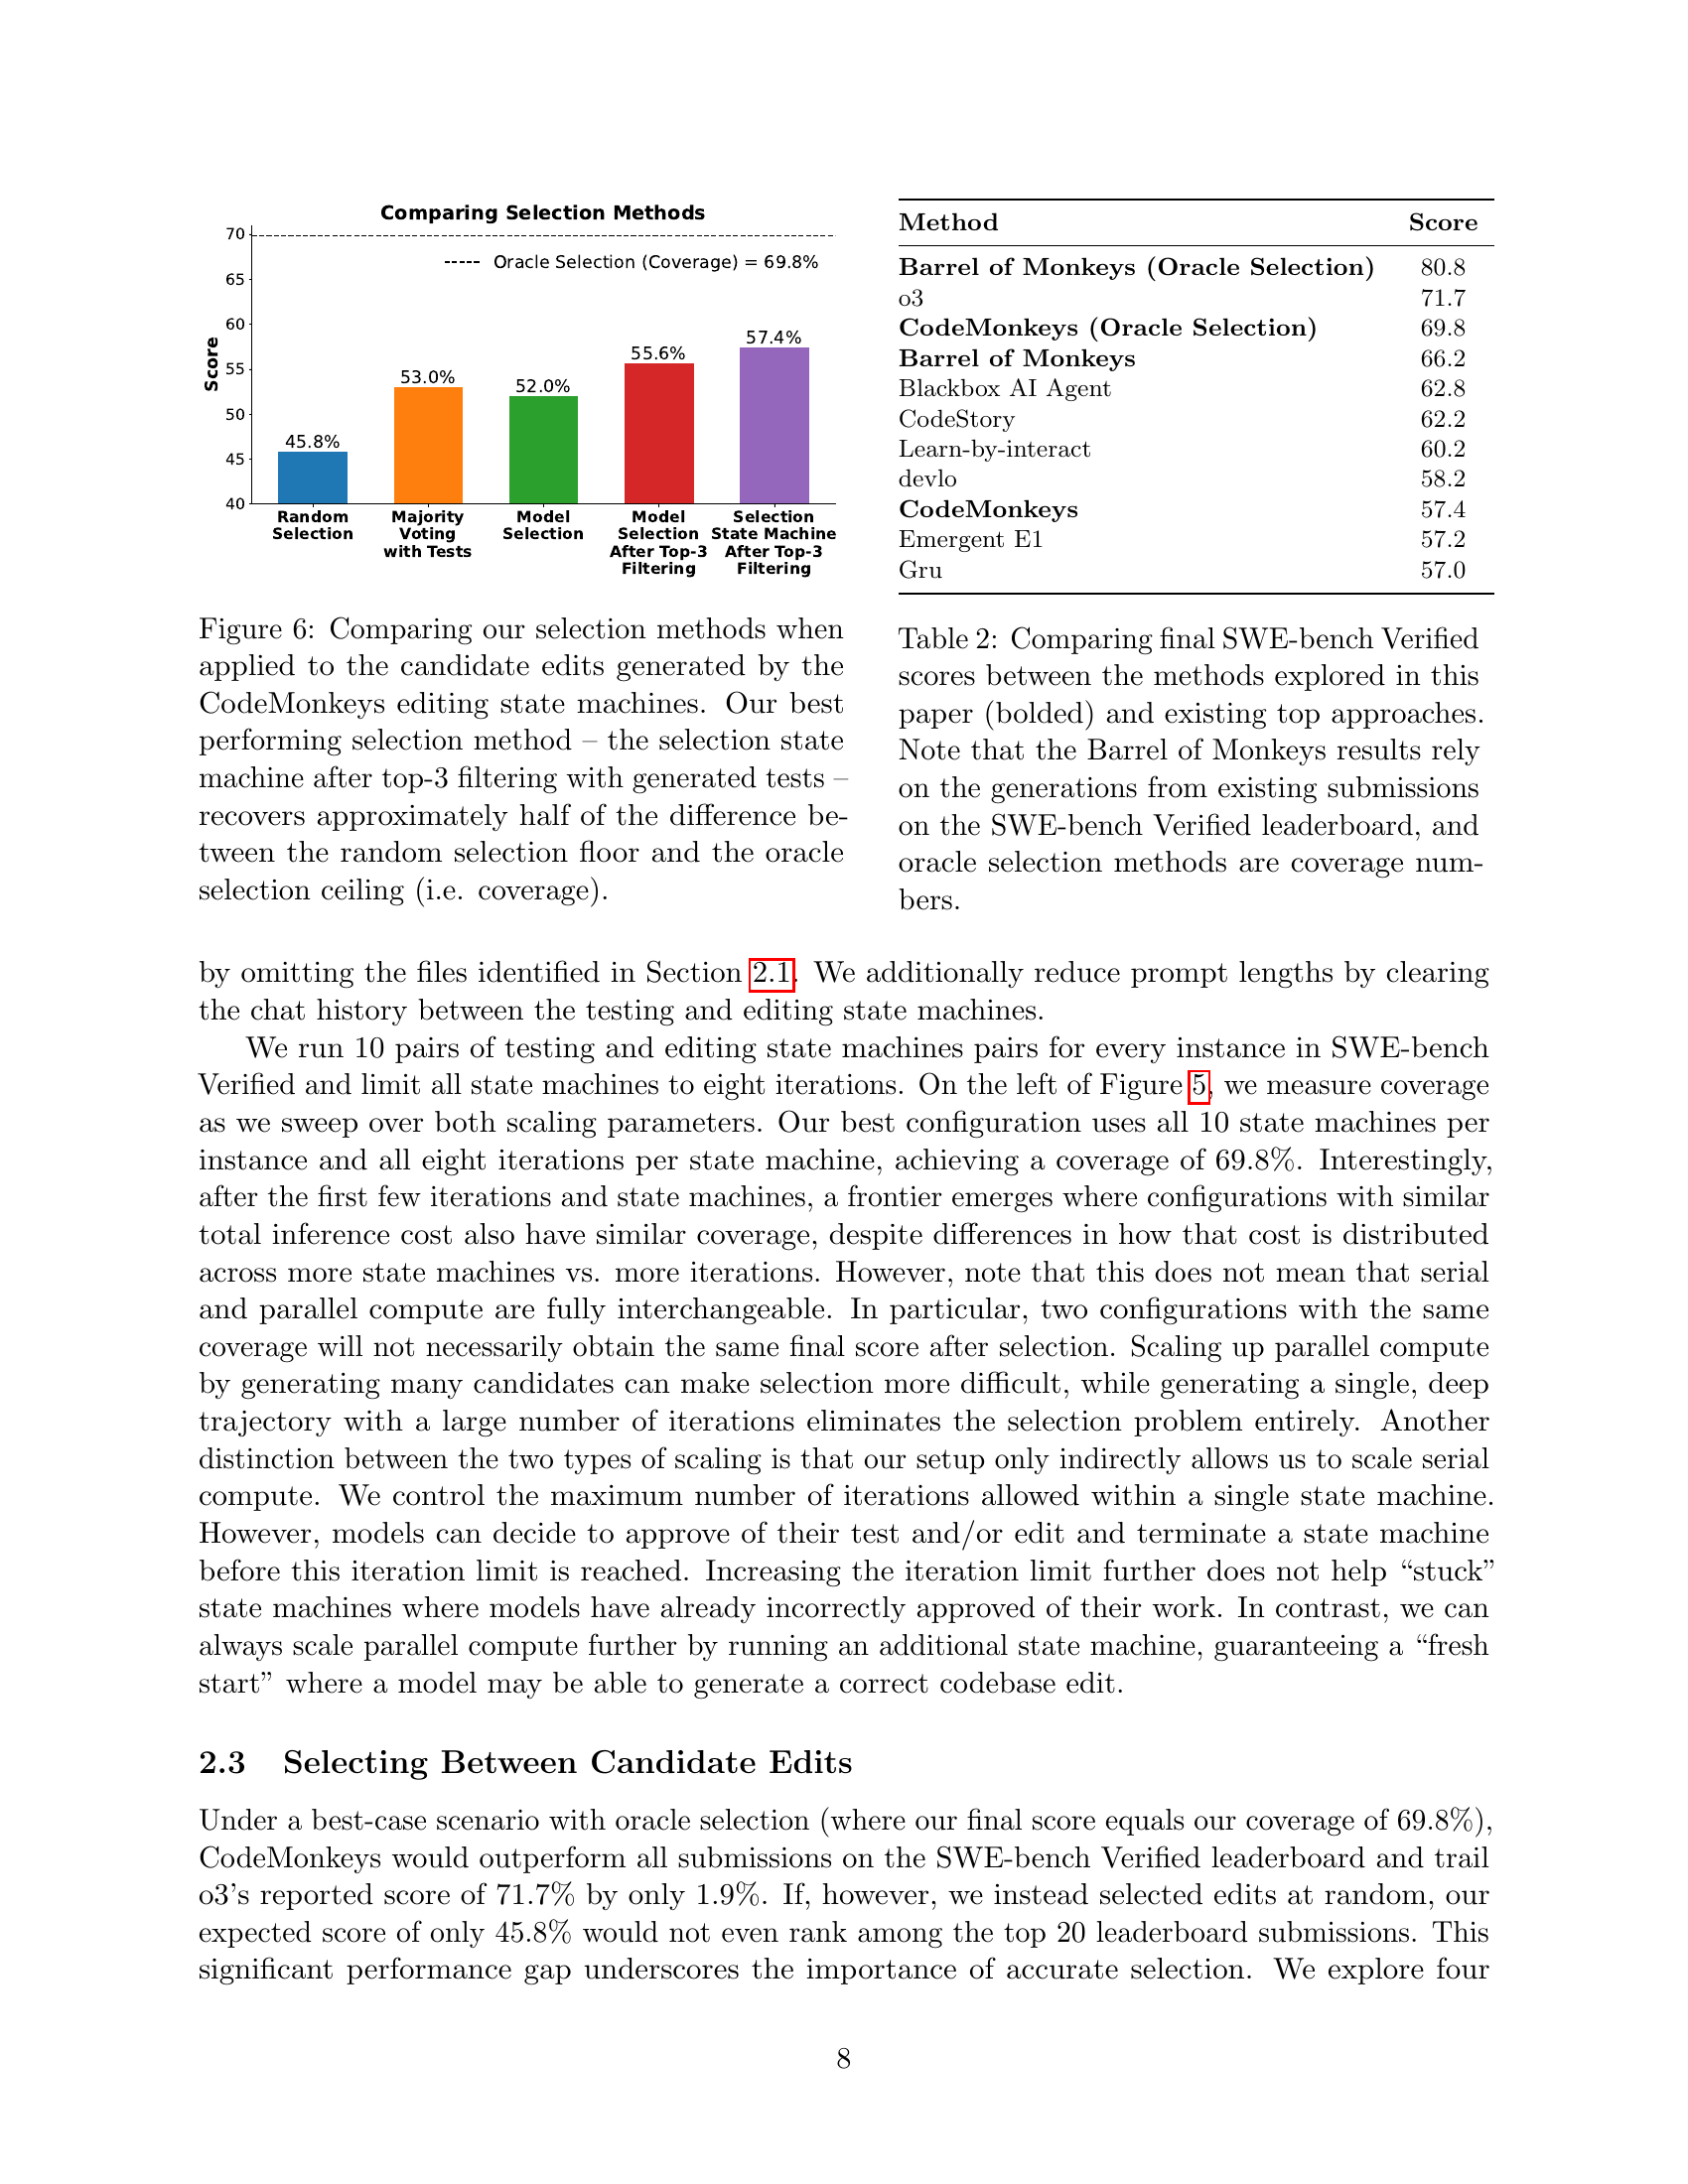 Comparing Selection Methods
70
Oracle Selection (Coverage) = 69.8%
65
60
55
50
45
40
Score
45.8%
53.0%
52.0%
55.6%
57.4%
Random
Selection
Majority
Voting
with Tests
Model
Selection
Model
Selection
After Top-3
Filtering
Selection
State Machine
After Top-3
Filtering
Figure 6: Comparing our selection methods when
applied to the candidate edits generated by the
CodeMonkeys editing state machines. Our best
performing selection method – the selection state
machine after top-3 filtering with generated tests –
recovers approximately half of the difference be-
tween the random selection floor and the oracle
selection ceiling (i.e. coverage).
Method Score
Barrel of Monkeys (Oracle Selection) 80.8
o3 71.7
CodeMonkeys (Oracle Selection) 69.8
Barrel of Monkeys 66.2
Blackbox AI Agent 62.8
CodeStory 62.2
Learn-by-interact 60.2
devlo 58.2
CodeMonkeys 57.4
Emergent E1 57.2
Gru 57.0
Table 2: Comparing final SWE-bench Verified
scores between the methods explored in this
paper (bolded) and existing top approaches.
Note that the Barrel of Monkeys results rely
on the generations from existing submissions
on the SWE-bench Verified leaderboard, and
oracle selection methods are coverage num-
bers.
by omitting the files identified in Section 2.1. We additionally reduce prompt lengths by clearing
the chat history between the testing and editing state machines.
We run 10 pairs of testing and editing state machines pairs for every instance in SWE-bench
Verified and limit all state machines to eight iterations. On the left of Figure 5, we measure coverage
as we sweep over both scaling parameters. Our best configuration uses all 10 state machines per
instance and all eight iterations per state machine, achieving a coverage of 69.8%. Interestingly,
after the first few iterations and state machines, a frontier emerges where configurations with similar
total inference cost also have similar coverage, despite differences in how that cost is distributed
across more state machines vs. more iterations. However, note that this does not mean that serial
and parallel compute are fully interchangeable. In particular, two configurations with the same
coverage will not necessarily obtain the same final score after selection. Scaling up parallel compute
by generating many candidates can make selection more difficult, while generating a single, deep
trajectory with a large number of iterations eliminates the selection problem entirely. Another
distinction between the two types of scaling is that our setup only indirectly allows us to scale serial
compute. We control the maximum number of iterations allowed within a single state machine.
However, models can decide to approve of their test and/or edit and terminate a state machine
before this iteration limit is reached. Increasing the iteration limit further does not help “stuck”
state machines where models have already incorrectly approved of their work. In contrast, we can
always scale parallel compute further by running an additional state machine, guaranteeing a “fresh
start” where a model may be able to generate a correct codebase edit.
2.3 Selecting Between Candidate Edits
Under a best-case scenario with oracle selection (where our final score equals our coverage of 69.8%),
CodeMonkeys would outperform all submissions on the SWE-bench Verified leaderboard and trail
o3’s reported score of 71.7% by only 1.9%. If, however, we instead selected edits at random, our
expected score of only 45.8% would not even rank among the top 20 leaderboard submissions. This
significant performance gap underscores the importance of accurate selection. We explore four
8